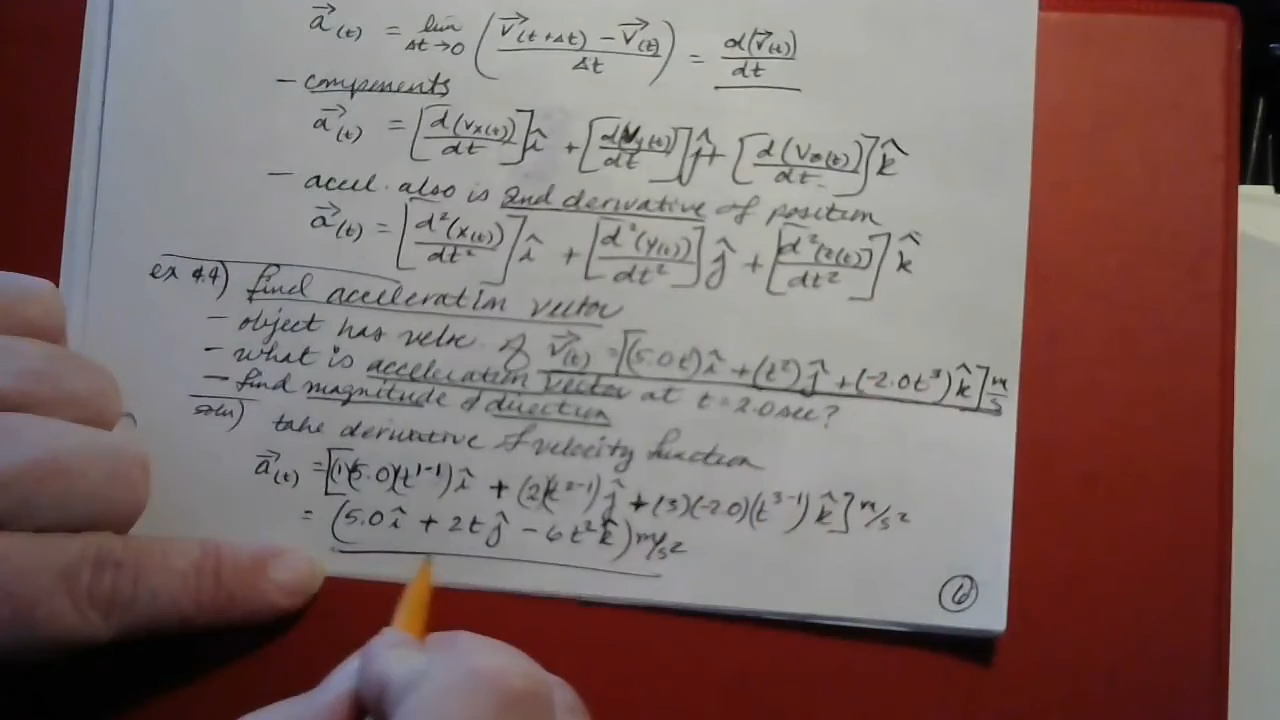 a⃗(t) = lim Δt→0 (v⃗(t+Δt) − v⃗(t) / Δt) = d(v⃗(t))/dt
– components
a⃗(t) = [d(vx(t))/dt] î + [d(vy(t))/dt] ĵ + [d(vz(t))/dt] k̂
– accel. also is 2nd derivative of position
a⃗(t) = [d²(x(t))/dt²] î + [d²(y(t))/dt²] ĵ + [d²(z(t))/dt²] k̂
ex 4.4) find acceleration vector
– object has veloc. of v⃗(t) = [(5.0t) î + (t²) ĵ + (-2.0t³) k̂] m/s
– what is acceleration vector at t = 2.0 sec?
– find magnitude & direction
soln) take derivative of velocity function
a⃗(t) = [(1)(5.0)(t¹⁻¹) î + (2)(t²⁻¹) ĵ + (3)(-2.0)(t³⁻¹) k̂] m/s²
= (5.0 î + 2t ĵ − 6t² k̂) m/s²
6